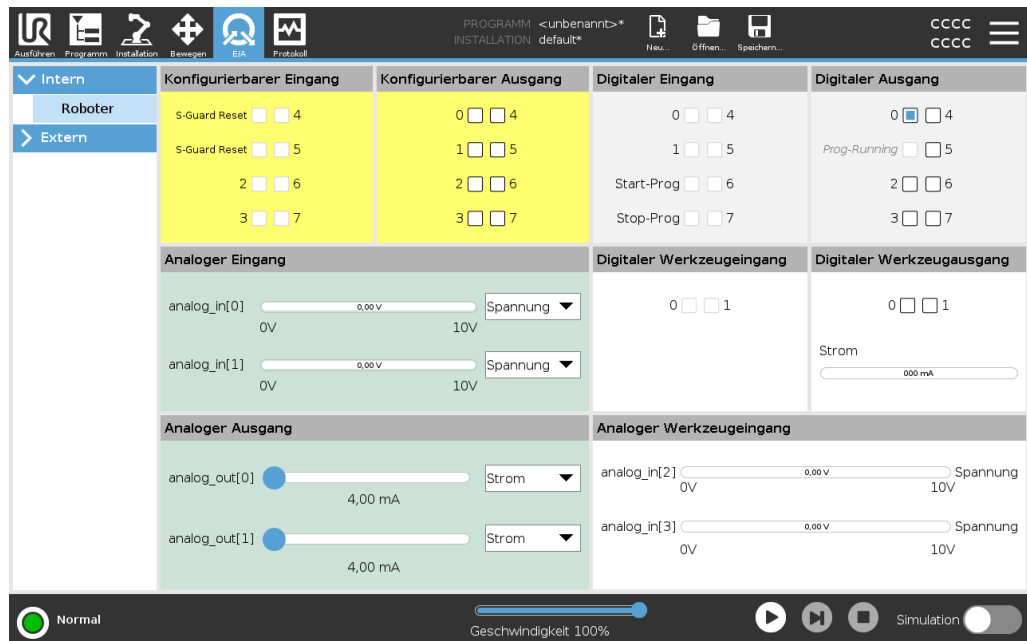 UR
PROGRAMM <unbenannt>*
INSTALLATION default*
CCCC
CCCC
Ausführen Programm Installation Bewegen E/A Protokoll Neu... Öffnen... Speichern...
Intern
Roboter
Extern
Konfigurierbarer Eingang
S-Guard Reset 4
S-Guard Reset 5
2 6
3 7
Konfigurierbarer Ausgang
0 4
1 5
2 6
3 7
Digitaler Eingang
0 4
1 5
Start-Prog 6
Stop-Prog 7
Digitaler Ausgang
0 4
Prog-Running 5
2 6
3 7
Analoger Eingang
analog_in[0] 0,00 V Spannung
0V 10V
analog_in[1] 0,00 V Spannung
0V 10V
Digitaler Werkzeugeingang
0 1
Digitaler Werkzeugausgang
0 1
Strom
000 mA
Analoger Ausgang
analog_out[0] Strom
4,00 mA
analog_out[1] Strom
4,00 mA
Analoger Werkzeugeingang
analog_in[2] 0,00 V Spannung
0V 10V
analog_in[3] 0,00 V Spannung
0V 10V
Normal
Geschwindigkeit 100%
Simulation